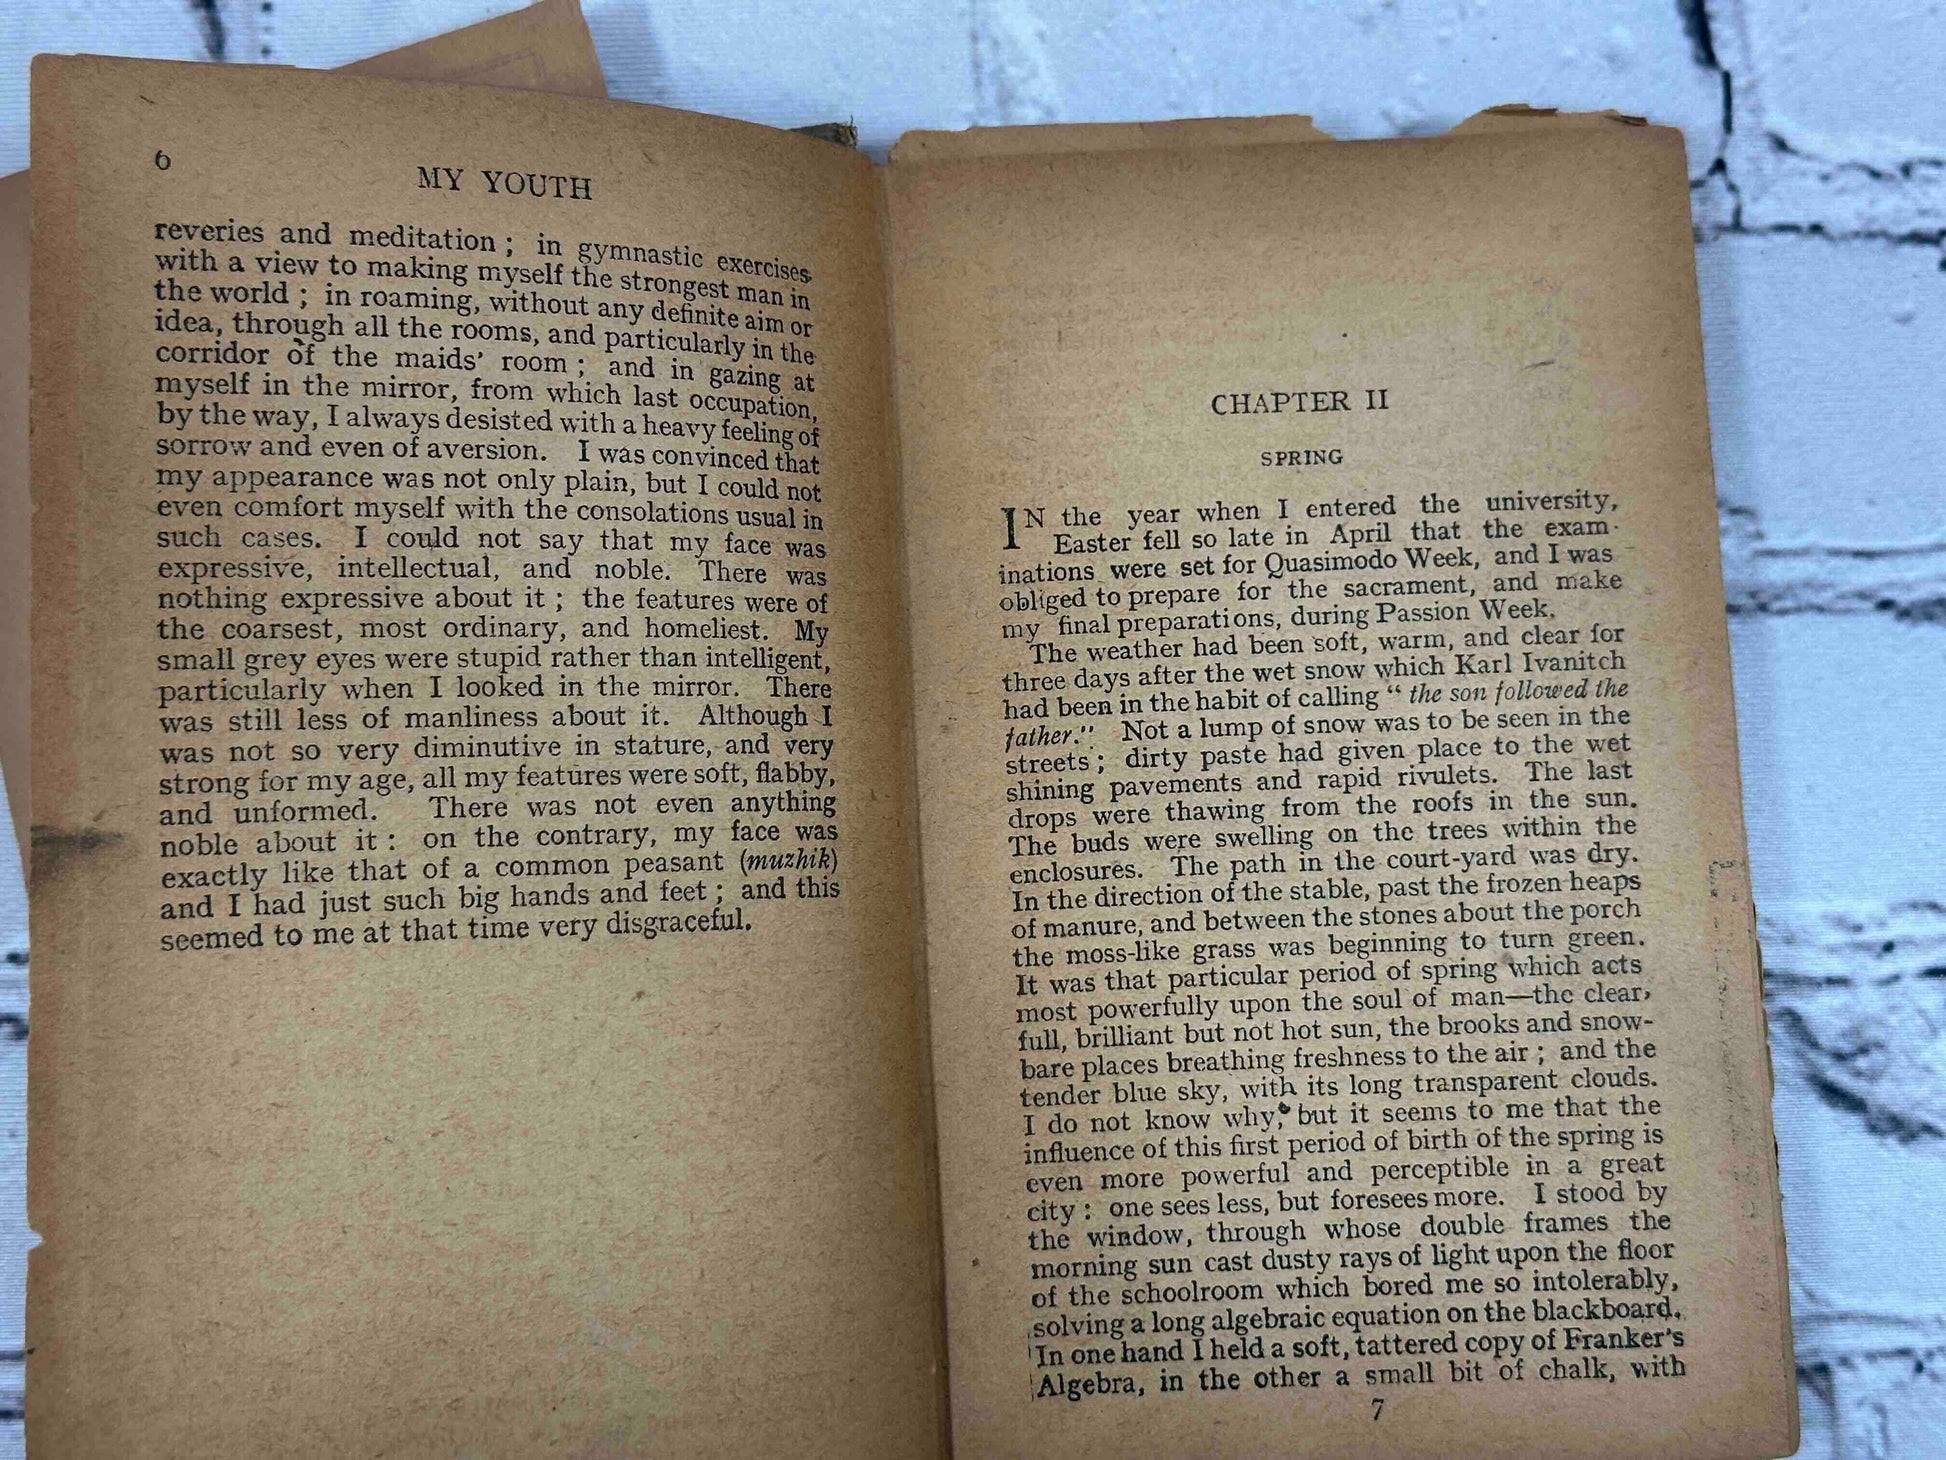 6
MY YOUTH
reveries and meditation ; in gymnastic exercises
with a view to making myself the strongest man in
the world ; in roaming, without any definite aim or
idea, through all the rooms, and particularly in the
corridor of the maids' room ; and in gazing at
myself in the mirror, from which last occupation,
by the way, I always desisted with a heavy feeling of
sorrow and even of aversion. I was convinced that
my appearance was not only plain, but I could not
even comfort myself with the consolations usual in
such cases. I could not say that my face was
expressive, intellectual, and noble. There was
nothing expressive about it ; the features were of
the coarsest, most ordinary, and homeliest. My
small grey eyes were stupid rather than intelligent,
particularly when I looked in the mirror. There
was still less of manliness about it. Although I
was not so very diminutive in stature, and very
strong for my age, all my features were soft, flabby,
and unformed. There was not even anything
noble about it : on the contrary, my face was
exactly like that of a common peasant (muzhik)
and I had just such big hands and feet ; and this
seemed to me at that time very disgraceful.
CHAPTER II
SPRING
IN the year when I entered the university,
Easter fell so late in April that the exam-
inations were set for Quasimodo Week, and I was
obliged to prepare for the sacrament, and make
my final preparations, during Passion Week.
The weather had been soft, warm, and clear for
three days after the wet snow which Karl Ivanitch
had been in the habit of calling " the son followed the
father." Not a lump of snow was to be seen in the
streets ; dirty paste had given place to the wet
shining pavements and rapid rivulets. The last
drops were thawing from the roofs in the sun.
The buds were swelling on the trees within the
enclosures. The path in the court-yard was dry.
In the direction of the stable, past the frozen heaps
of manure, and between the stones about the porch
the moss-like grass was beginning to turn green.
It was that particular period of spring which acts
most powerfully upon the soul of man—the clear,
full, brilliant but not hot sun, the brooks and snow-
bare places breathing freshness to the air ; and the
tender blue sky, with its long transparent clouds.
I do not know why, but it seems to me that the
influence of this first period of birth of the spring is
even more powerful and perceptible in a great
city : one sees less, but foresees more. I stood by
the window, through whose double frames the
morning sun cast dusty rays of light upon the floor
of the schoolroom which bored me so intolerably,
solving a long algebraic equation on the blackboard.
In one hand I held a soft, tattered copy of Franker's
Algebra, in the other a small bit of chalk, with
7